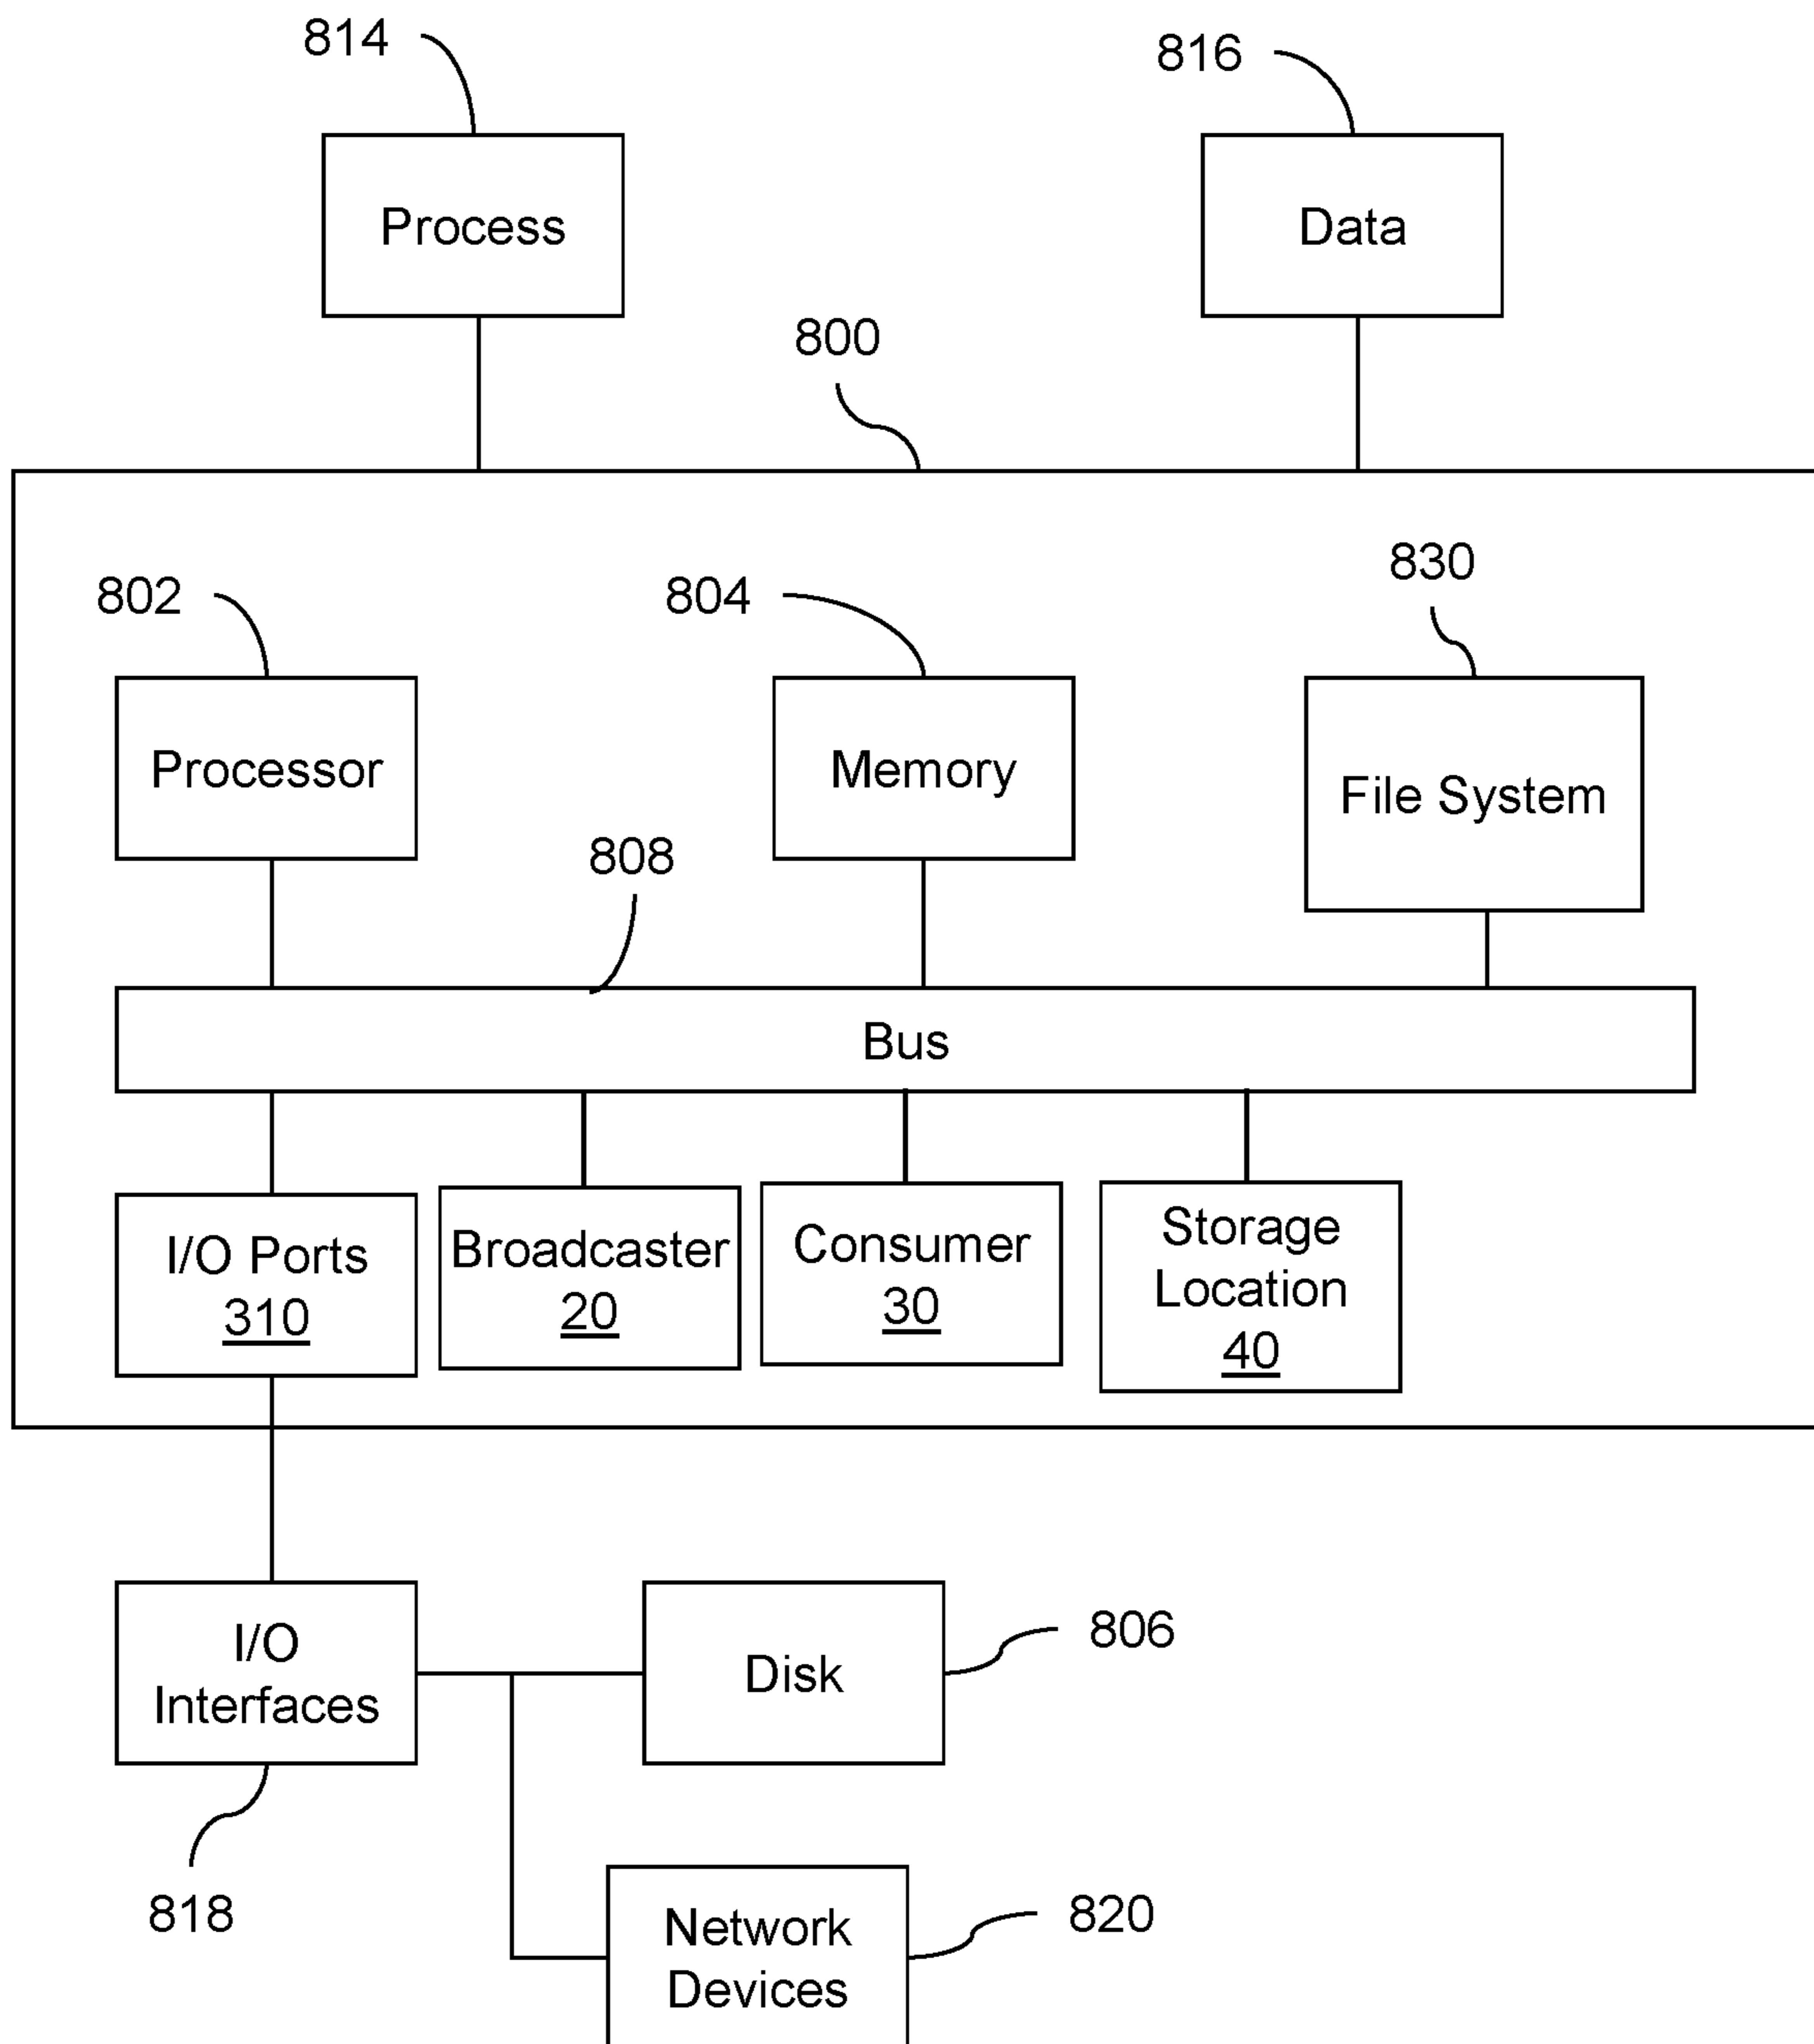 814
816
Process
Data
800
830
802
804
Processor
Memory
File System
808
Bus
I/O Ports
310
Broadcaster
20
Consumer
30
Storage
Location
40
I/O
Interfaces
Disk
806
818
Network
Devices
820